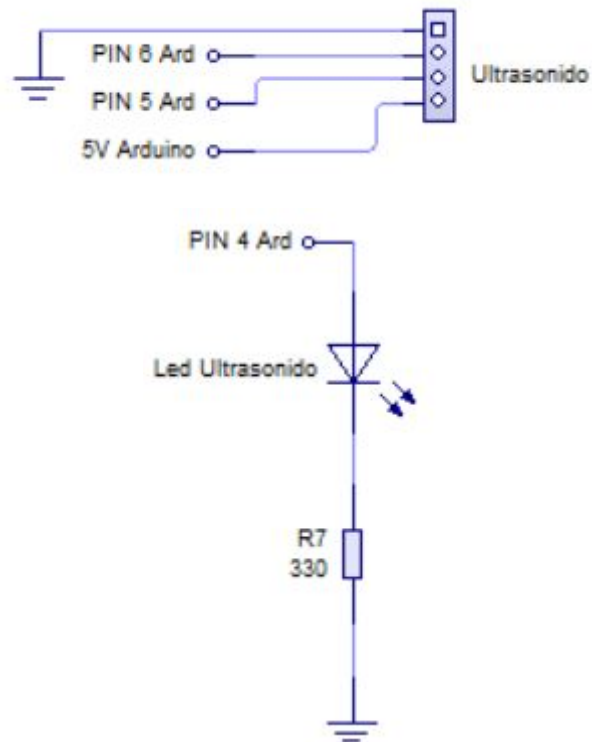 PIN 6 Ard
Ultrasonido
PIN 5 Ard
5V Arduino
PIN 4 Ard
Led Ultrasonido
R7
330